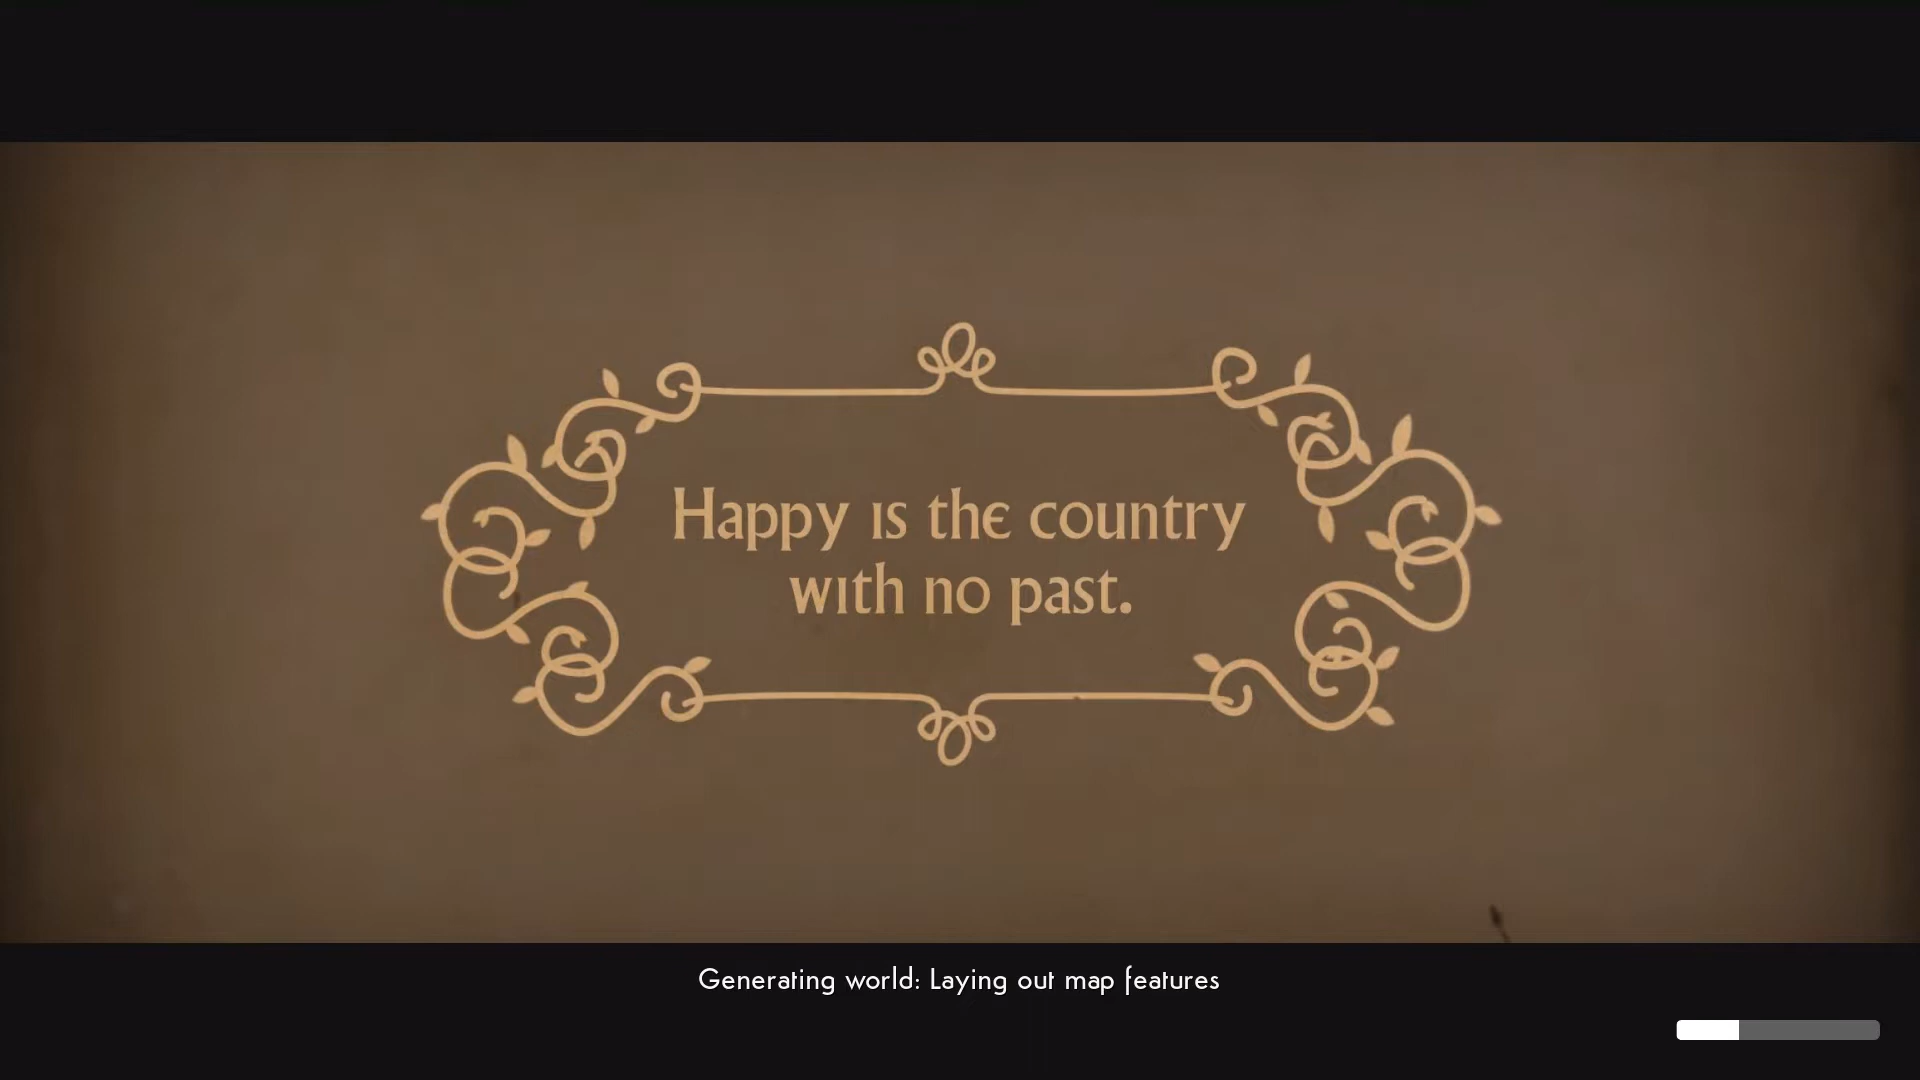 Happy is the country
with no past.
Generating world: Laying out map features